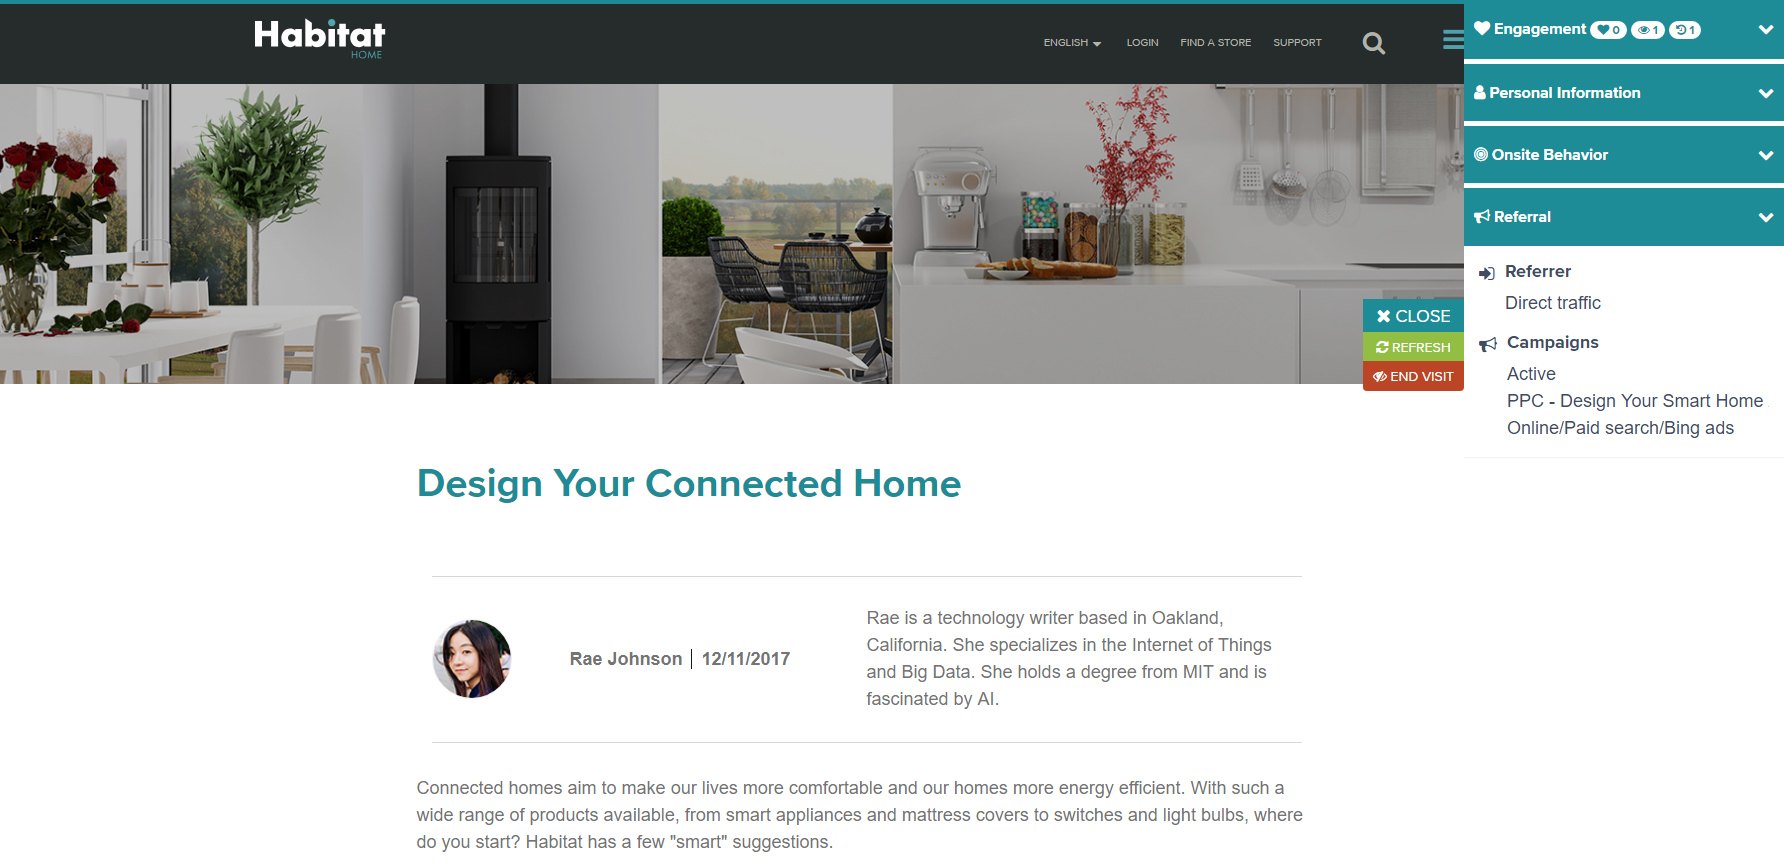 Habitat
HOME
ENGLISH
LOGIN
FIND A STORE
SUPPORT
Engagement 0 1 1
Personal Information
Onsite Behavior
Referral
Referrer
Direct traffic
Campaigns
Active
PPC - Design Your Smart Home
Online/Paid search/Bing ads
CLOSE
REFRESH
END VISIT
Design Your Connected Home
Rae Johnson | 12/11/2017
Rae is a technology writer based in Oakland,
California. She specializes in the Internet of Things
and Big Data. She holds a degree from MIT and is
fascinated by AI.
Connected homes aim to make our lives more comfortable and our homes more energy efficient. With such a
wide range of products available, from smart appliances and mattress covers to switches and light bulbs, where
do you start? Habitat has a few "smart" suggestions.